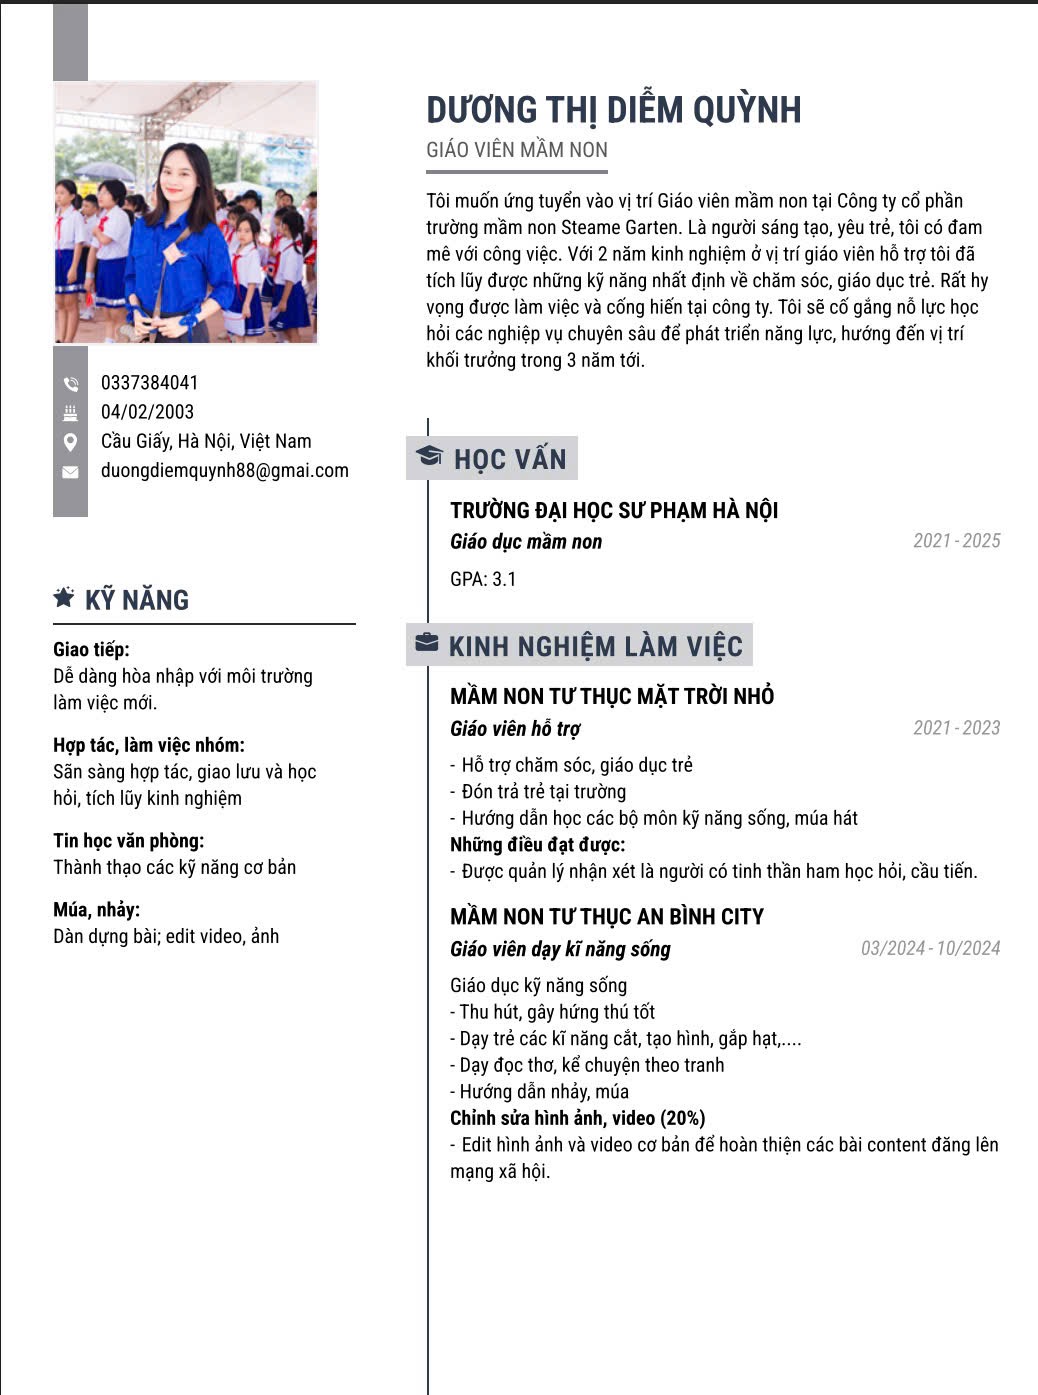 DƯƠNG THỊ DIỄM QUỲNH
GIÁO VIÊN MẦM NON
Tôi muốn ứng tuyển vào vị trí Giáo viên mầm non tại Công ty cổ phần
trường mầm non Steame Garten. Là người sáng tạo, yêu trẻ, tôi có đam
mê với công việc. Với 2 năm kinh nghiệm ở vị trí giáo viên hỗ trợ tôi đã
tích lũy được những kỹ năng nhất định về chăm sóc, giáo dục trẻ. Rất hy
vọng được làm việc và cống hiến tại công ty. Tôi sẽ cố gắng nỗ lực học
hỏi các nghiệp vụ chuyên sâu để phát triển năng lực, hướng đến vị trí
khối trưởng trong 3 năm tới.
0337384041
04/02/2003
Cầu Giấy, Hà Nội, Việt Nam
duongdiemquynh88@gmai.com
KỸ NĂNG
Giao tiếp:
Dễ dàng hòa nhập với môi trường
làm việc mới.
Hợp tác, làm việc nhóm:
Sãn sàng hợp tác, giao lưu và học
hỏi, tích lũy kinh nghiệm
Tin học văn phòng:
Thành thạo các kỹ năng cơ bản
Múa, nhảy:
Dàn dựng bài; edit video, ảnh
HỌC VẤN
TRƯỜNG ĐẠI HỌC SƯ PHẠM HÀ NỘI
Giáo dục mầm non 2021 - 2025
GPA: 3.1
KINH NGHIỆM LÀM VIỆC
MẦM NON TƯ THỤC MẶT TRỜI NHỎ
Giáo viên hỗ trợ 2021 - 2023
- Hỗ trợ chăm sóc, giáo dục trẻ
- Đón trả trẻ tại trường
- Hướng dẫn học các bộ môn kỹ năng sống, múa hát
Những điều đạt được:
- Được quản lý nhận xét là người có tinh thần ham học hỏi, cầu tiến.
MẦM NON TƯ THỤC AN BÌNH CITY
Giáo viên dạy kĩ năng sống 03/2024 - 10/2024
Giáo dục kỹ năng sống
- Thu hút, gây hứng thú tốt
- Dạy trẻ các kĩ năng cắt, tạo hình, gắp hạt,....
- Dạy đọc thơ, kể chuyện theo tranh
- Hướng dẫn nhảy, múa
Chỉnh sửa hình ảnh, video (20%)
- Edit hình ảnh và video cơ bản để hoàn thiện các bài content đăng lên
mạng xã hội.